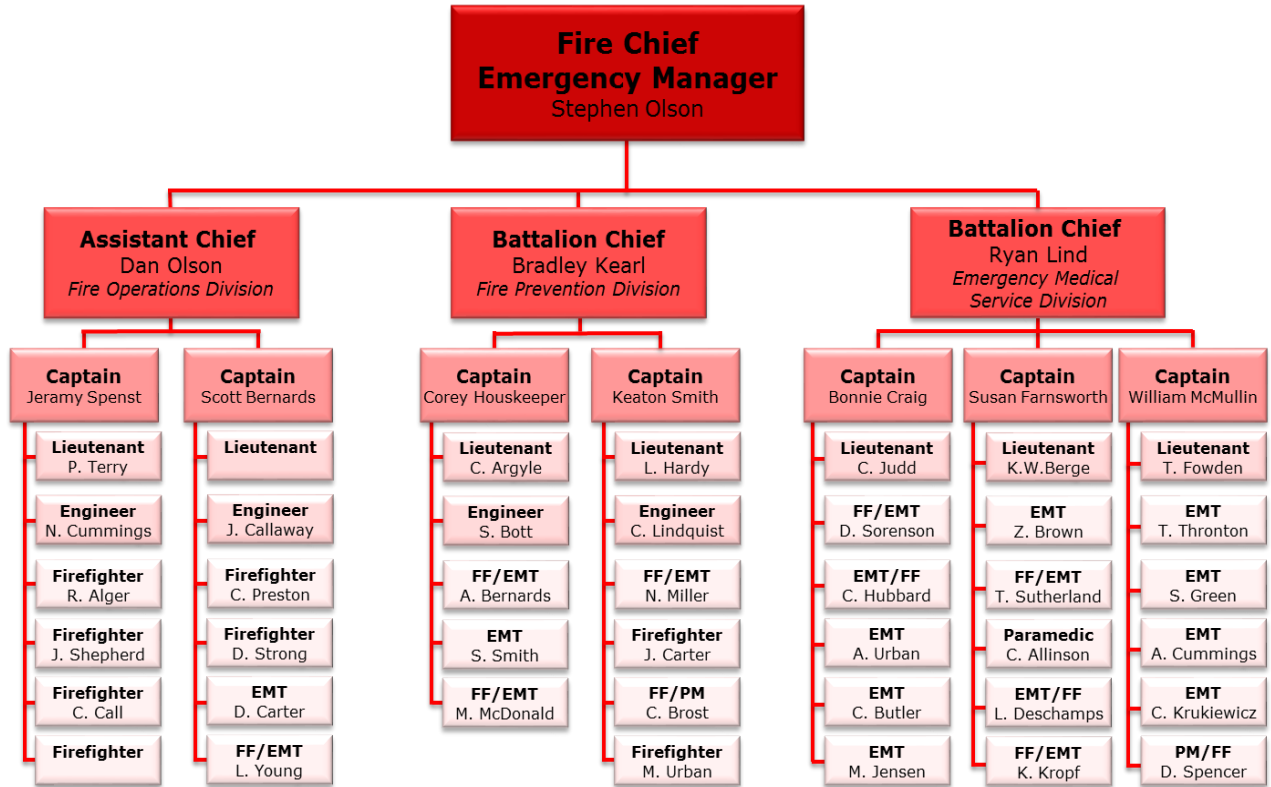 Fire Chief
Emergency Manager
Stephen Olson
Assistant Chief
Dan Olson
Fire Operations Division
Battalion Chief
Bradley Kearl
Fire Prevention Division
Battalion Chief
Ryan Lind
Emergency Medical
Service Division
Captain
Jeramy Spenst
Lieutenant
P. Terry
Engineer
N. Cummings
Firefighter
R. Alger
Firefighter
J. Shepherd
Firefighter
C. Call
Firefighter
Captain
Scott Bernards
Lieutenant
Engineer
J. Callaway
Firefighter
C. Preston
Firefighter
D. Strong
EMT
D. Carter
FF/EMT
L. Young
Captain
Corey Houskeeper
Lieutenant
C. Argyle
Engineer
S. Bott
FF/EMT
A. Bernards
EMT
S. Smith
FF/EMT
M. McDonald
Captain
Keaton Smith
Lieutenant
L. Hardy
Engineer
C. Lindquist
FF/EMT
N. Miller
Firefighter
J. Carter
FF/PM
C. Brost
Firefighter
M. Urban
Captain
Bonnie Craig
Lieutenant
C. Judd
FF/EMT
D. Sorenson
EMT/FF
C. Hubbard
EMT
A. Urban
EMT
C. Butler
EMT
M. Jensen
Captain
Susan Farnsworth
Lieutenant
K.W.Berge
EMT
Z. Brown
FF/EMT
T. Sutherland
Paramedic
C. Allinson
EMT/FF
L. Deschamps
FF/EMT
K. Kropf
Captain
William McMullin
Lieutenant
T. Fowden
EMT
T. Thronton
EMT
S. Green
EMT
A. Cummings
EMT
C. Krukiewicz
PM/FF
D. Spencer